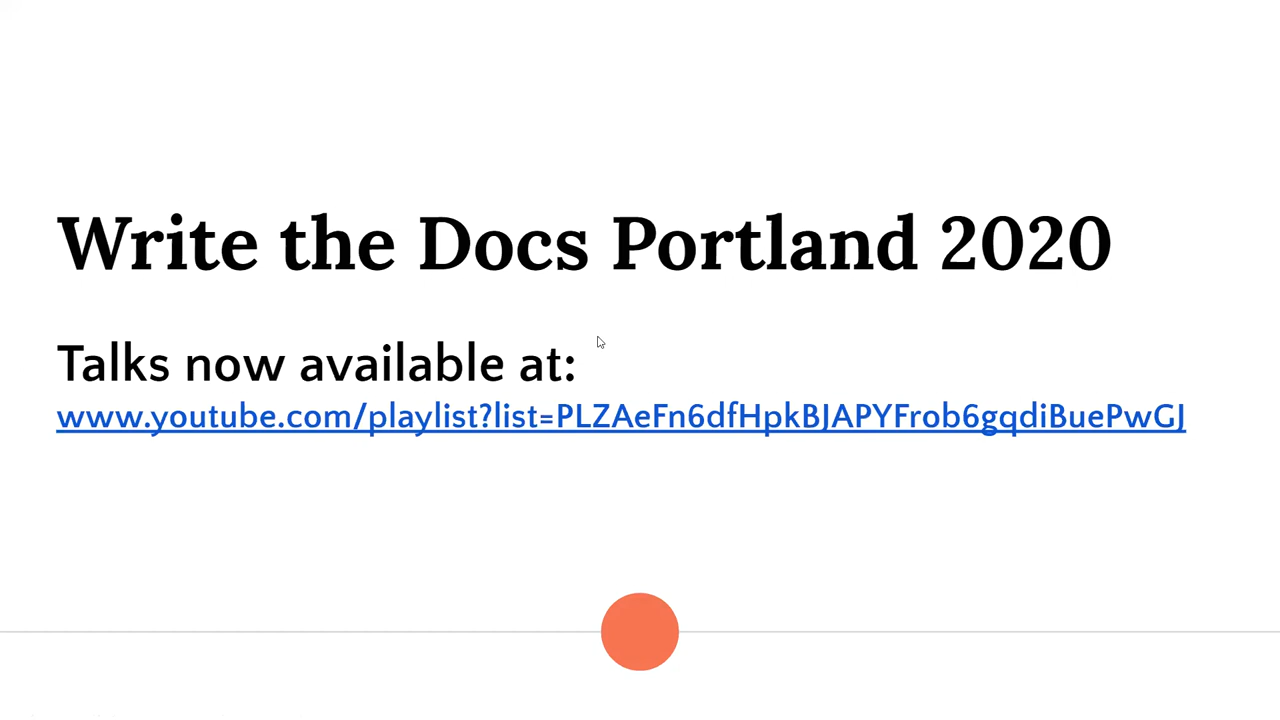 Write the Docs Portland 2020
Talks now available at:
www.youtube.com/playlist?list=PLZAeFn6dfHpkBJAPYFrob6gqdiBuePwGJ